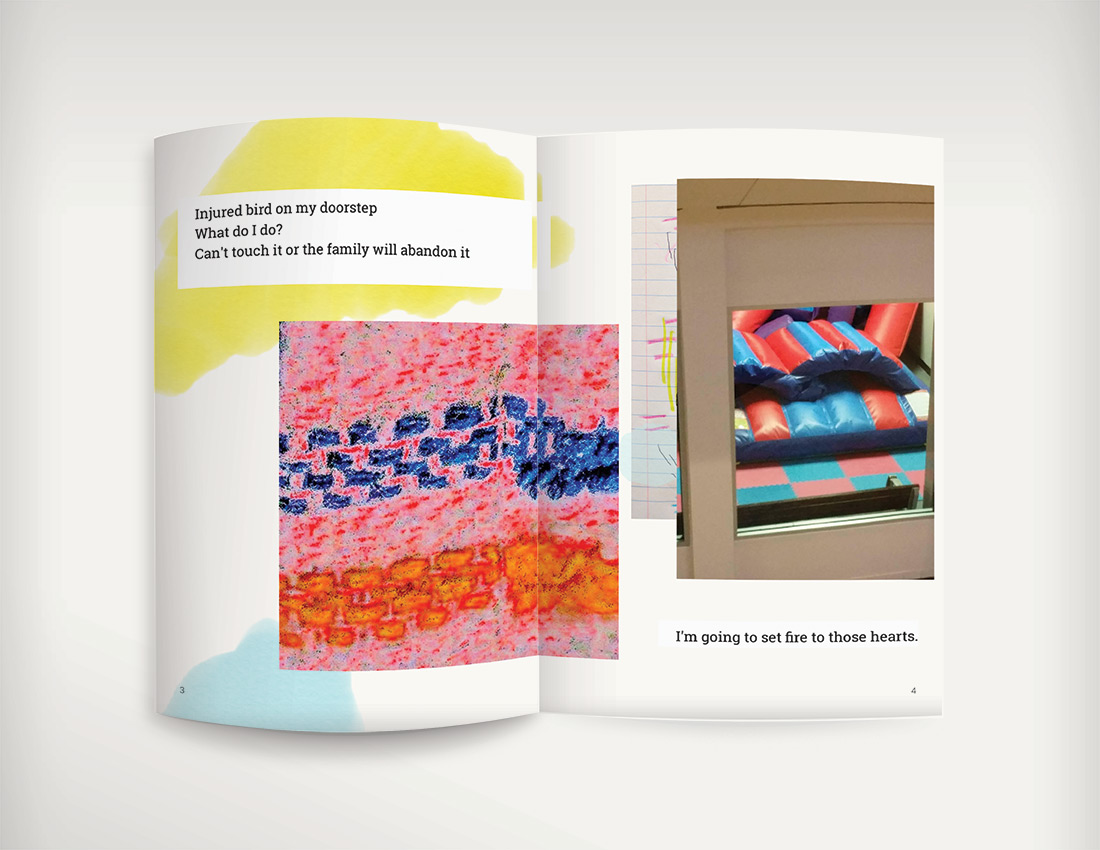 Injured bird on my doorstep
What do I do?
Can't touch it or the family will abandon it
I'm going to set fire to those hearts.
3
4